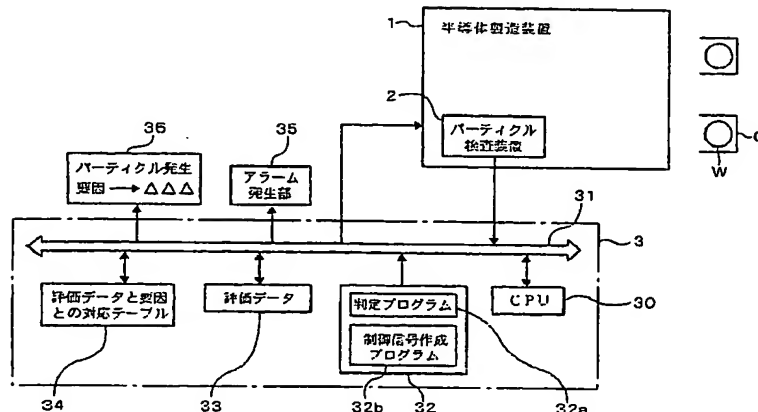 1
半導体製造装置
2
パーティクル
検査装置
C
W
36
パーティクル発生
要因 → △△△
35
アラーム
発生部
31
3
評価データと要因
との対応テーブル
34
評価データ
33
判定プログラム
制御信号作成
プログラム
32b
32
32a
CPU
30